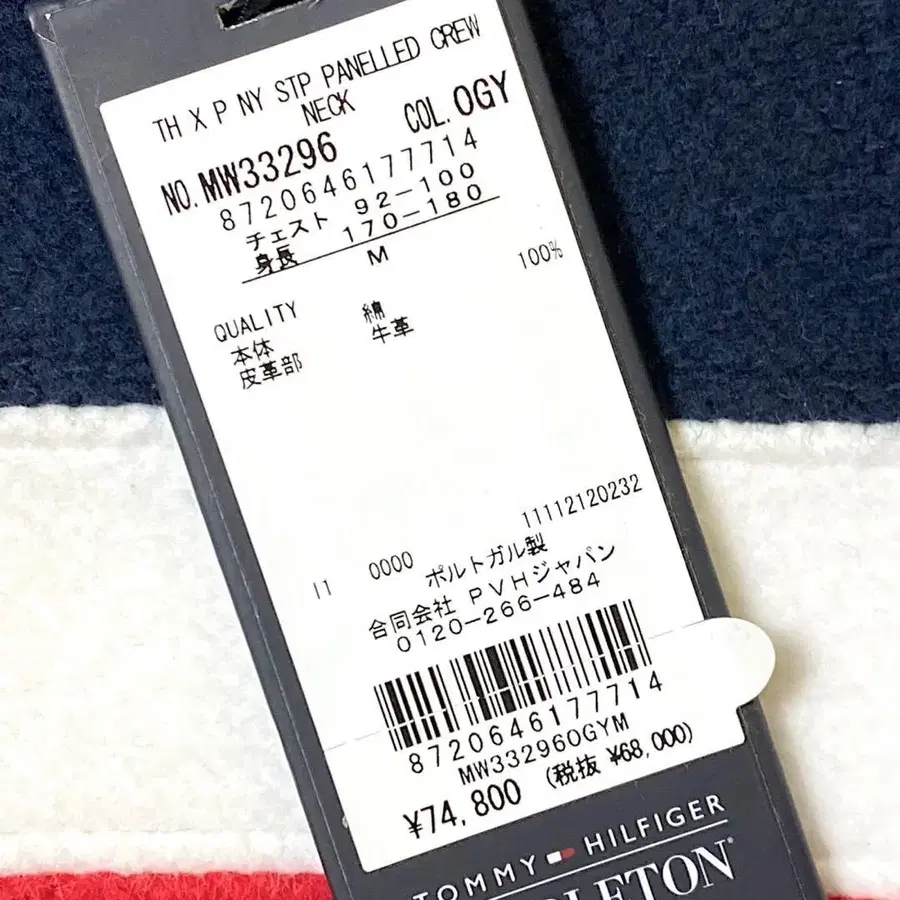 TH X P NY STP PANELLED CREW
NECK
NO. MW33296 COL. 0GY
8720646177714
チェスト 92-100
身長 170-180
M
QUALITY
本体 綿 100%
皮革部 牛革
11112120232
I1 0000 ポルトガル製
合同会社 PVHジャパン
0120-266-484
8720646177714
MW332960GYM
¥74,800 (税抜 ¥68,000)
TOMMY HILFIGER